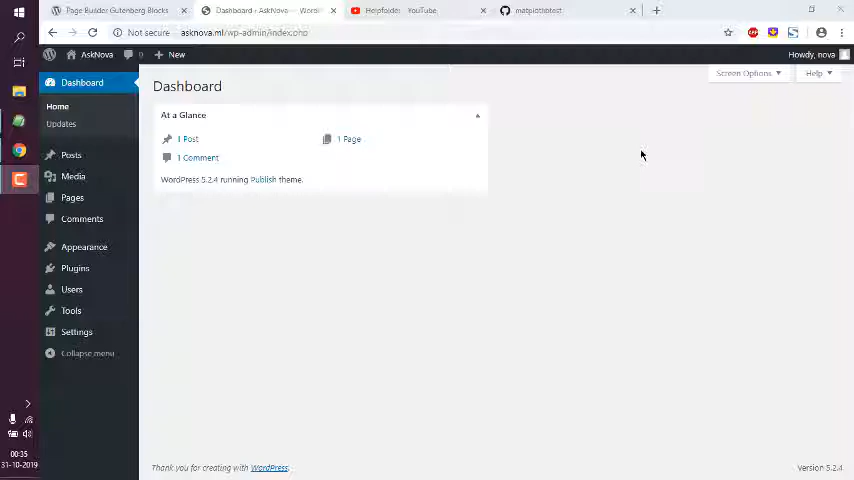 Page Builder Gutenberg Blocks
Dashboard ‹ AskNova — Wordl
Helpfolder - YouTube
matplotlibtest
Not secure
asknova.ml/wp-admin/index.php
AskNova
0
New
Howdy, nova
Dashboard
Home
Updates
Posts
Media
Pages
Comments
Appearance
Plugins
Users
Tools
Settings
Collapse menu
Screen Options
Help
Dashboard
At a Glance
1 Post
1 Page
1 Comment
WordPress 5.2.4 running Publish theme.
Thank you for creating with WordPress.
Version 5.2.4
00:35
31-10-2019